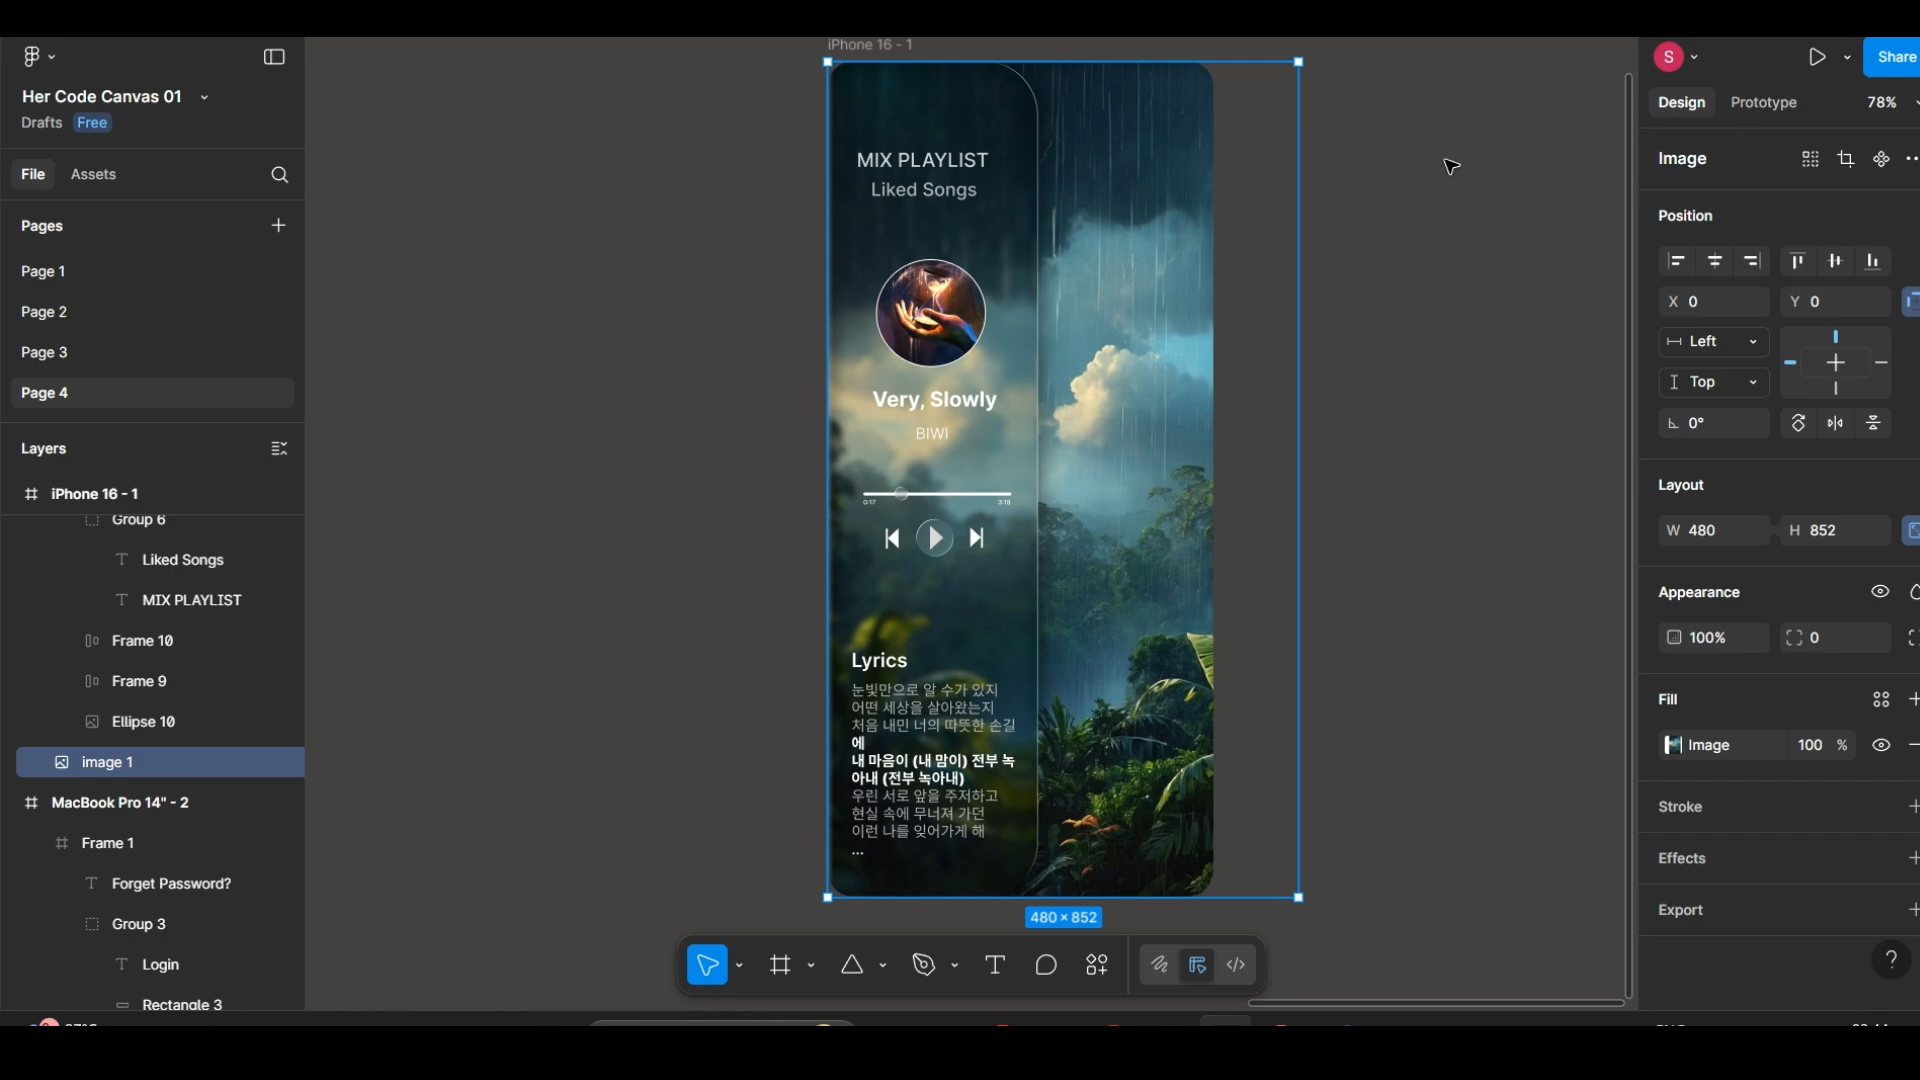 Her Code Canvas 01
Drafts Free
File Assets
Pages
Page 1
Page 2
Page 3
Page 4
Layers
iPhone 16 - 1
Group 6
Liked Songs
MIX PLAYLIST
Frame 10
Frame 9
Ellipse 10
image 1
MacBook Pro 14" - 2
Frame 1
Forget Password?
Group 3
Login
Rectangle 3
iPhone 16 - 1
MIX PLAYLIST
Liked Songs
Very, Slowly
BIWI
0:17 3:18
Lyrics
눈빛만으로 알 수가 있지
어떤 세상을 살아왔는지
처음 내민 너의 따뜻한 손길
에
내 마음이 (내 맘이) 전부 녹
아내 (전부 녹아내)
우린 서로 앞을 주저하고
현실 속에 무너져 가던
이런 나를 잊어가게 해
...
480 × 852
S
Share
Design Prototype 78%
Image
Position
X 0 Y 0
Left
Top
0°
Layout
W 480 H 852
Appearance
100% 0
Fill
Image 100 %
Stroke
Effects
Export
?